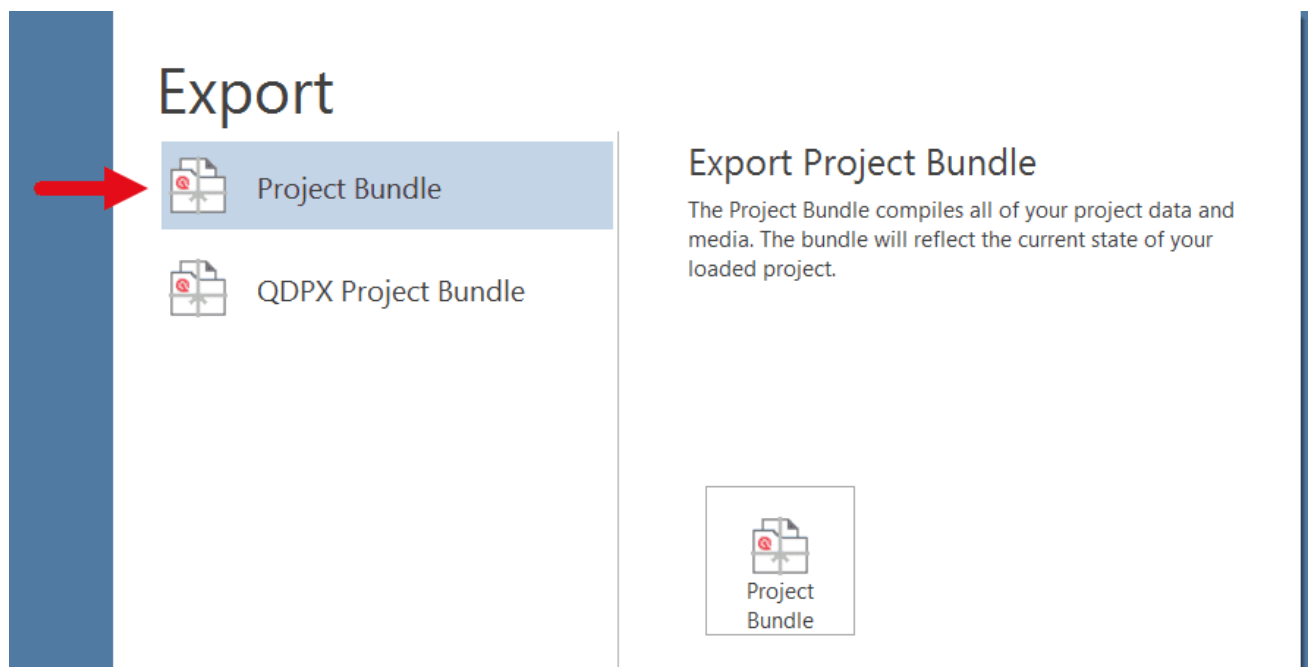 Export
Project Bundle
QDPX Project Bundle
Export Project Bundle
The Project Bundle compiles all of your project data and
media. The bundle will reflect the current state of your
loaded project.
Project
Bundle